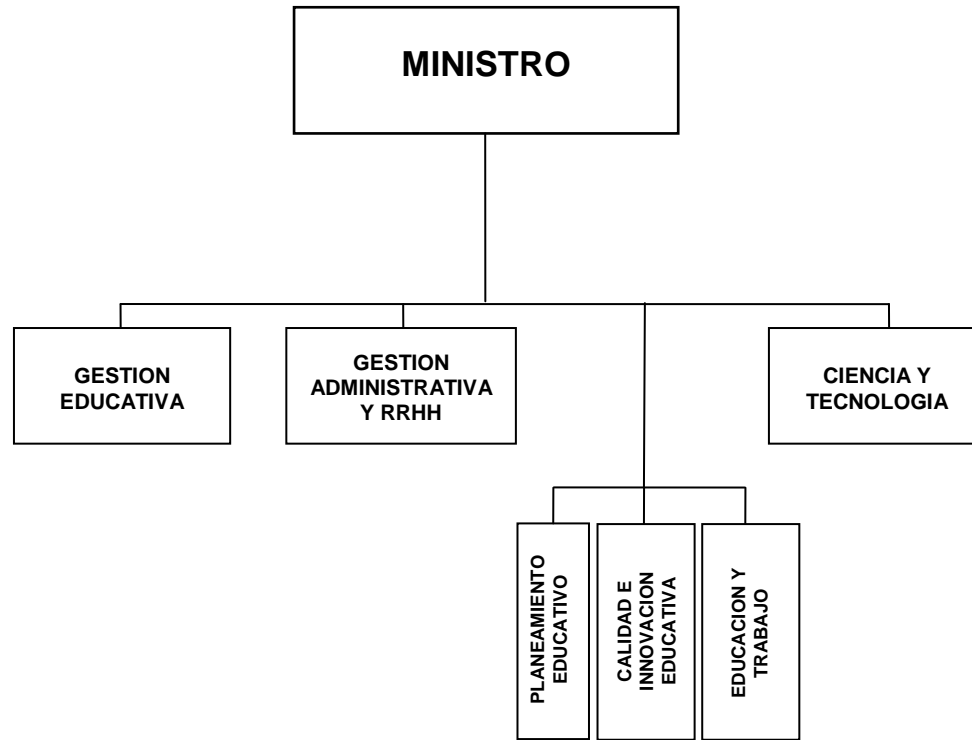 MINISTRO
GESTION
EDUCATIVA
GESTION
ADMINISTRATIVA
Y RRHH
CIENCIA Y
TECNOLOGIA
PLANEAMIENTO
EDUCATIVO
CALIDAD E
INNOVACION
EDUCATIVA
EDUCACION Y
TRABAJO